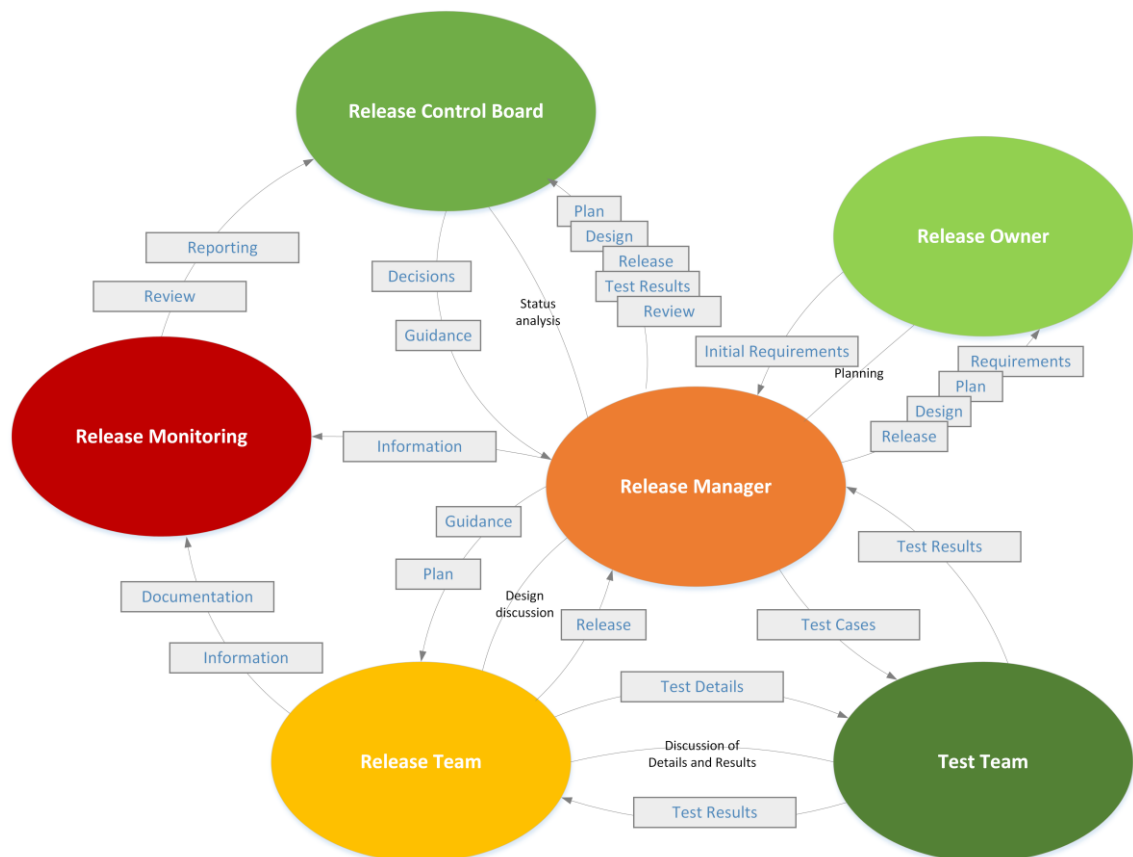 Release Control Board
Plan
Design
Release
Test Results
Review
Release Owner
Reporting
Review
Decisions
Guidance
Status
analysis
Initial Requirements
Planning
Requirements
Plan
Design
Release
Release Monitoring
Information
Release Manager
Guidance
Plan
Design
discussion
Release
Test Results
Test Cases
Documentation
Information
Test Details
Release Team
Discussion of
Details and Results
Test Team
Test Results